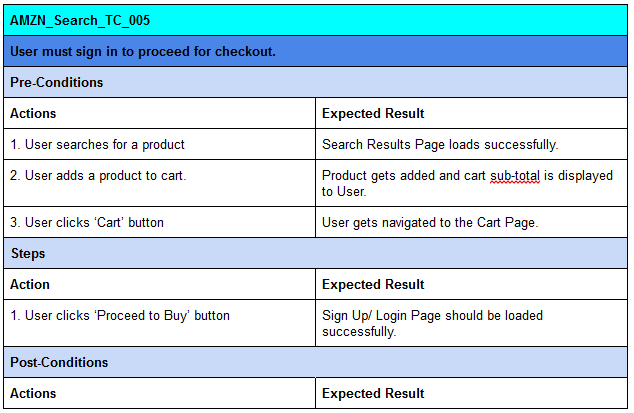 AMZN_Search_TC_005
User must sign in to proceed for checkout.
Pre-Conditions
Actions
Expected Result
1. User searches for a product
Search Results Page loads successfully.
2. User adds a product to cart.
Product gets added and cart sub-total is displayed
to User.
3. User clicks ‘Cart’ button
User gets navigated to the Cart Page.
Steps
Action
Expected Result
1. User clicks ‘Proceed to Buy’ button
Sign Up/ Login Page should be loaded
successfully.
Post-Conditions
Actions
Expected Result